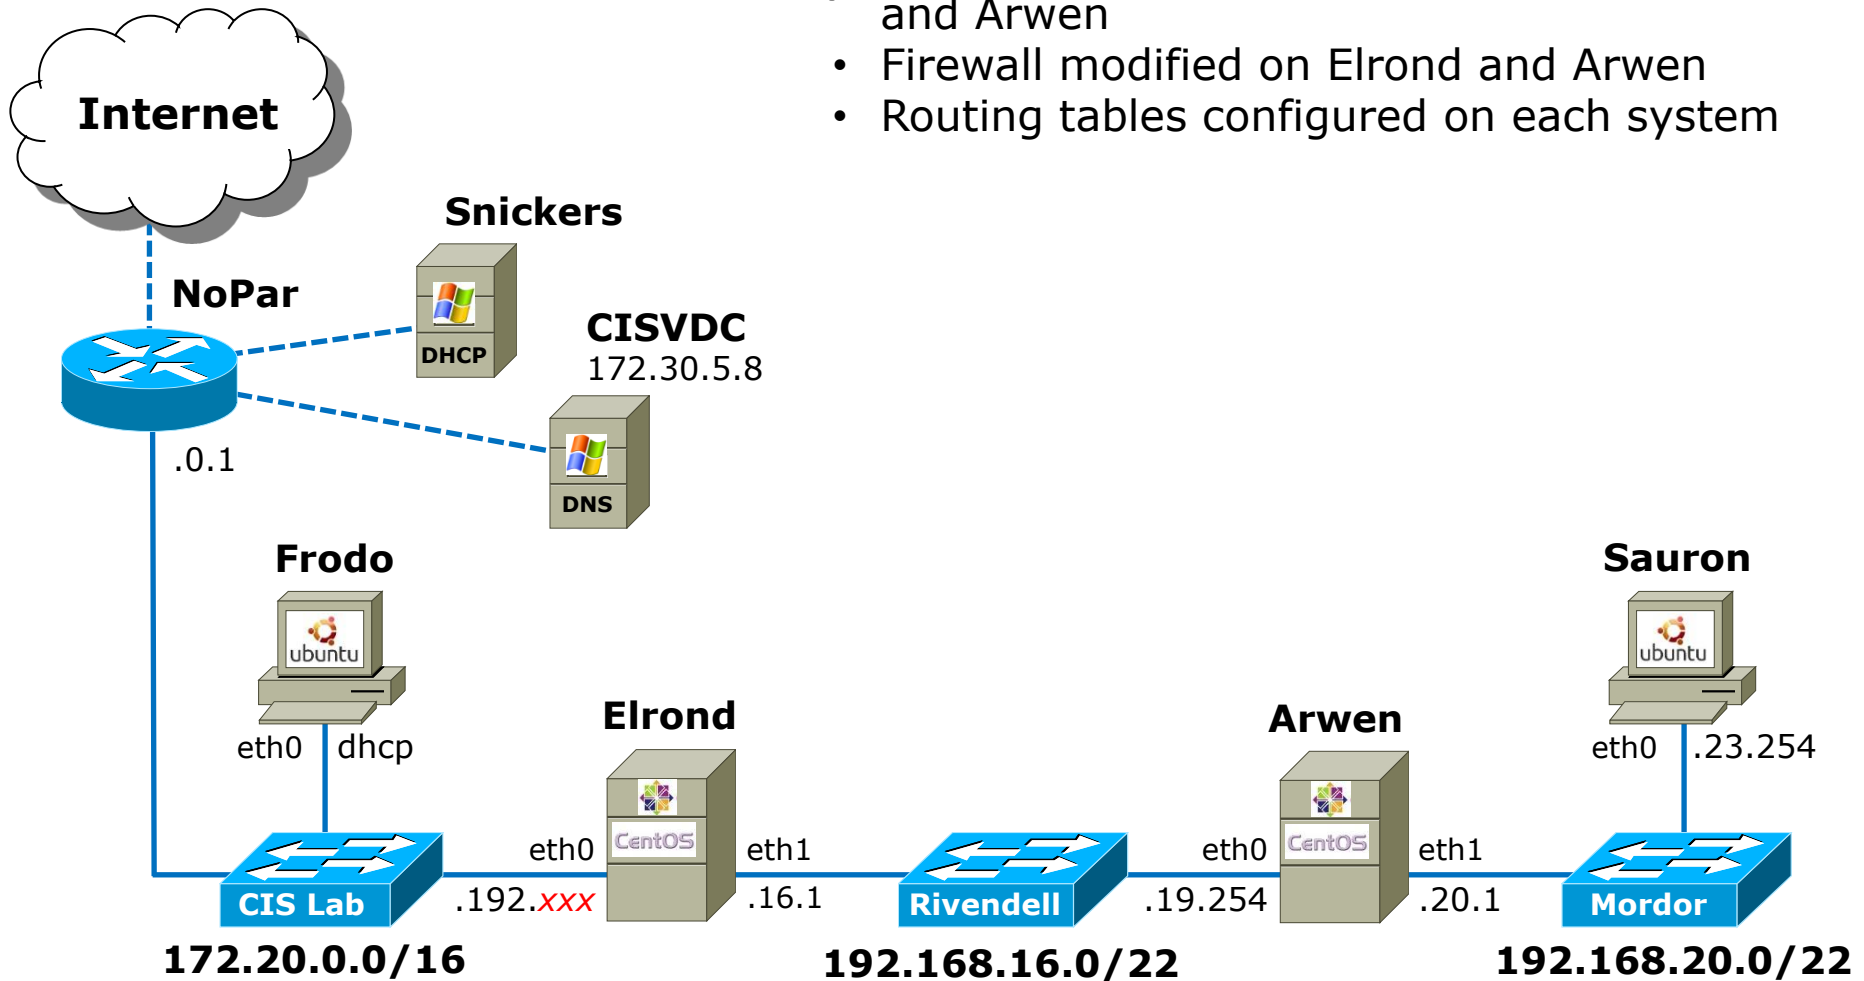 and Arwen
• Firewall modified on Elrond and Arwen
• Routing tables configured on each system
Internet
Snickers
NoPar
DHCP
CISVDC
172.30.5.8
.0.1
DNS
Frodo
Sauron
ubuntu
ubuntu
Elrond
Arwen
eth0 dhcp
eth0 .23.254
CentOS
CentOS
eth0
eth1
eth0
eth1
CIS Lab
.192.xxx
.16.1
Rivendell
.19.254
.20.1
Mordor
172.20.0.0/16
192.168.16.0/22
192.168.20.0/22